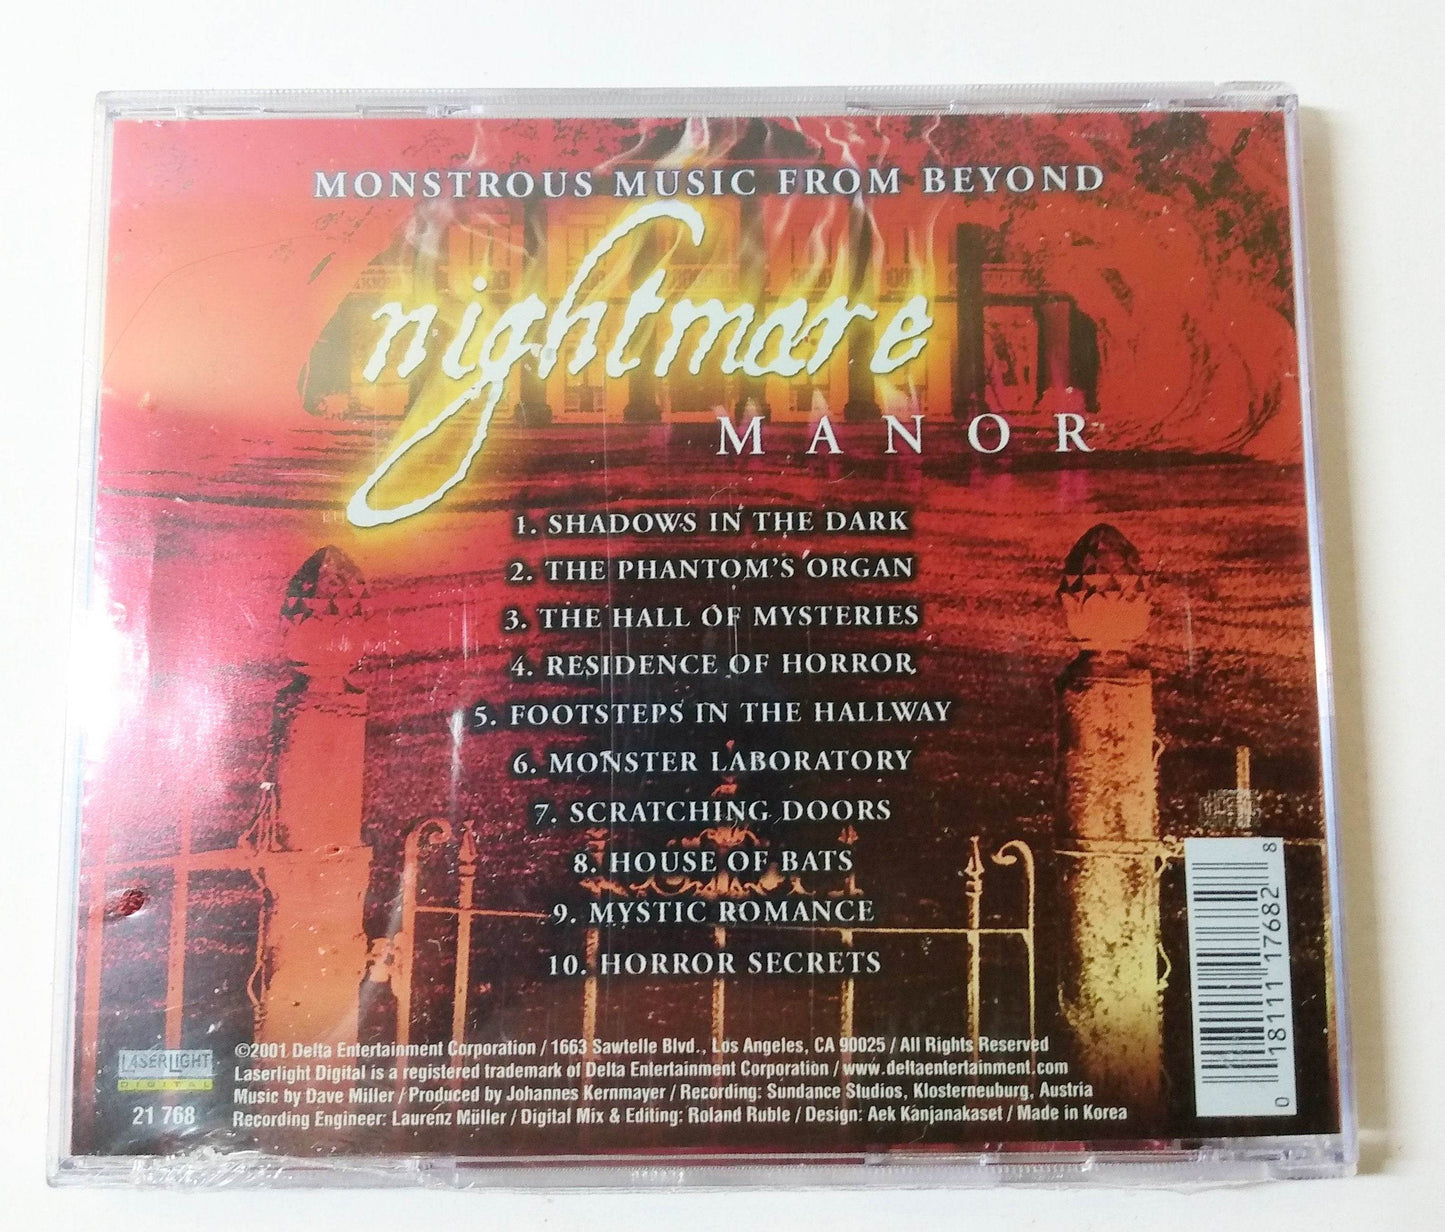 MONSTROUS MUSIC FROM BEYOND
nightmare
MANOR
1. SHADOWS IN THE DARK
2. THE PHANTOM'S ORGAN
3. THE HALL OF MYSTERIES
4. RESIDENCE OF HORROR
5. FOOTSTEPS IN THE HALLWAY
6. MONSTER LABORATORY
7. SCRATCHING DOORS
8. HOUSE OF BATS
9. MYSTIC ROMANCE
10. HORROR SECRETS
LASERLIGHT
DIGITAL
21 768
©2001 Delta Entertainment Corporation / 1663 Sawtelle Blvd., Los Angeles, CA 90025 / All Rights Reserved
Laserlight Digital is a registered trademark of Delta Entertainment Corporation / www.deltaentertainment.com
Music by Dave Miller / Produced by Johannes Kernmayer / Recording: Sundance Studios, Klosterneuburg, Austria
Recording Engineer: Laurenz Müller / Digital Mix & Editing: Roland Ruble / Design: Aek Kanjanakaset / Made in Korea
0 18111 17682 8